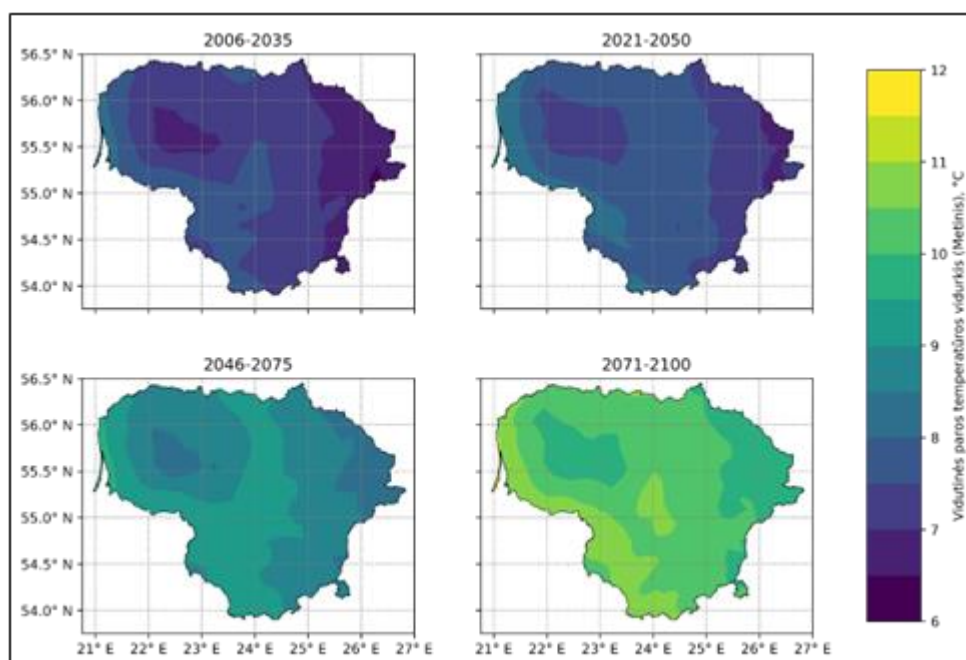 2006-2035
2021-2050
56.5° N
56.0° N
55.5° N
55.0° N
54.5° N
54.0° N
2046-2075
2071-2100
56.5° N
56.0° N
55.5° N
55.0° N
54.5° N
54.0° N
21° E 22° E 23° E 24° E 25° E 26° E 27° E
21° E 22° E 23° E 24° E 25° E 26° E 27° E
12
11
10
9
8
7
6
Vidutinės paros temperatūros vidurkis (Metinis), °C